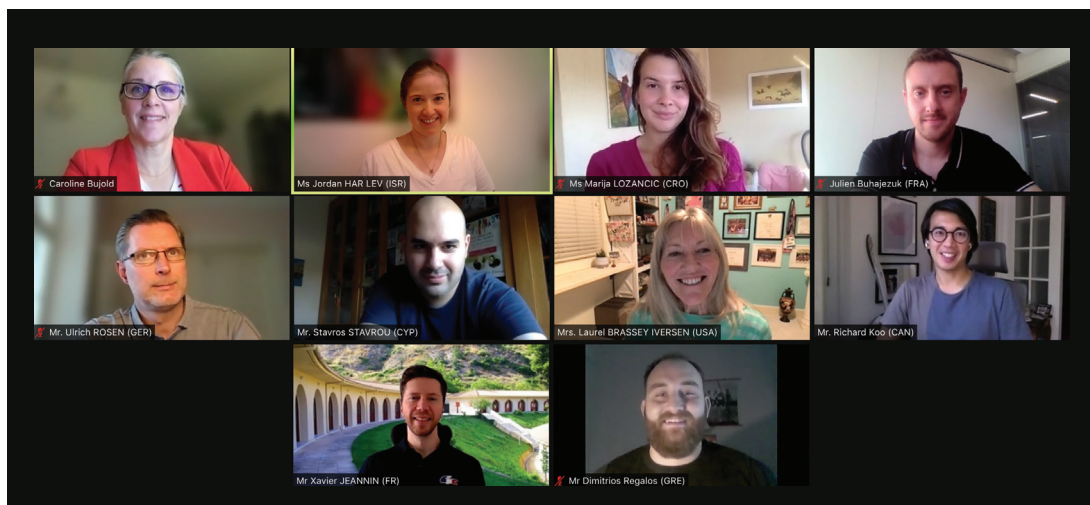 Caroline Bujold
Ms Jordan HAR LEV (ISR)
Ms Marija LOZANCIC (CRO)
Julien Buhajezuk (FRA)
Mr. Ulrich ROSEN (GER)
Mr. Stavros STAVROU (CYP)
Mrs. Laurel BRASSEY IVERSEN (USA)
Mr. Richard Koo (CAN)
Mr Xavier JEANNIN (FR)
Mr Dimitrios Regalos (GRE)